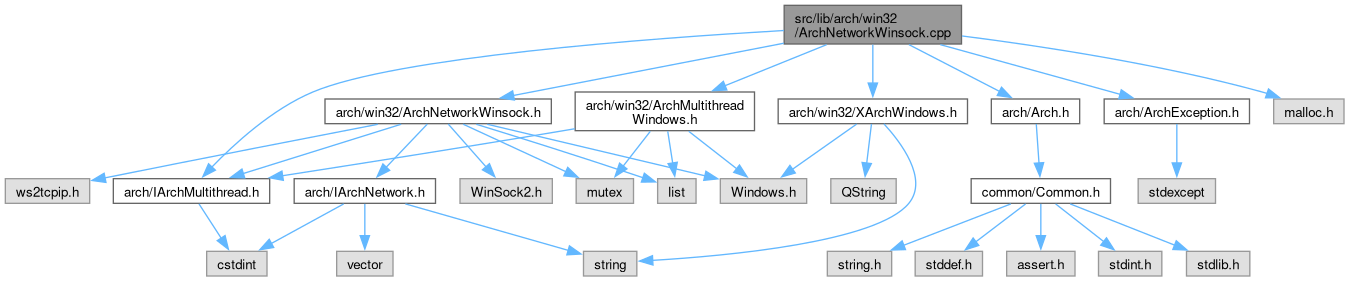 src/lib/arch/win32
/ArchNetworkWinsock.cpp
arch/win32/ArchNetworkWinsock.h
arch/win32/ArchMultithread
Windows.h
arch/win32/XArchWindows.h
arch/Arch.h
arch/ArchException.h
malloc.h
ws2tcpip.h
arch/IArchMultithread.h
arch/IArchNetwork.h
WinSock2.h
mutex
list
Windows.h
QString
common/Common.h
stdexcept
cstdint
vector
string
string.h
stddef.h
assert.h
stdint.h
stdlib.h